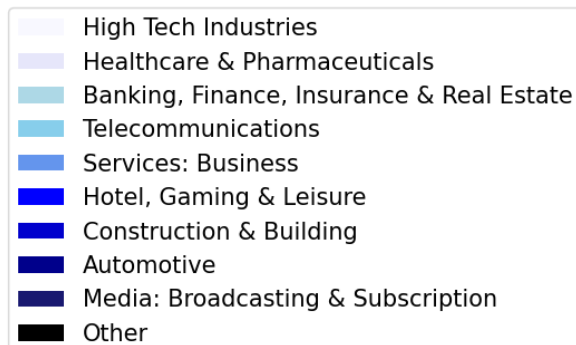 High Tech Industries
Healthcare & Pharmaceuticals
Banking, Finance, Insurance & Real Estate
Telecommunications
Services: Business
Hotel, Gaming & Leisure
Construction & Building
Automotive
Media: Broadcasting & Subscription
Other